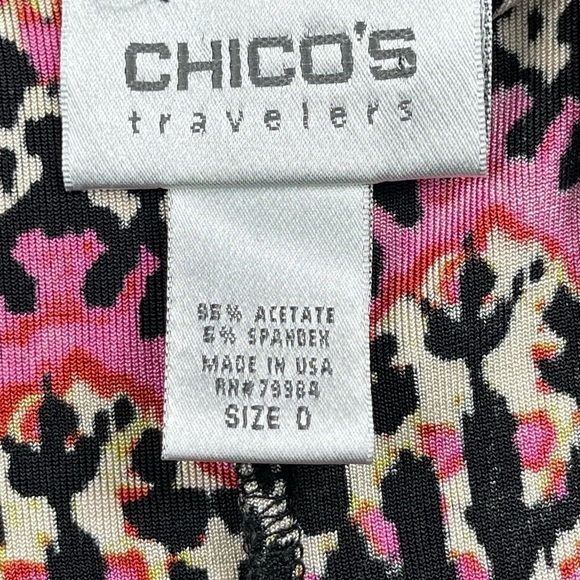 CHICO'S
travelers
95% ACETATE
5% SPANDEX
MADE IN USA
RN#79984
SIZE 0